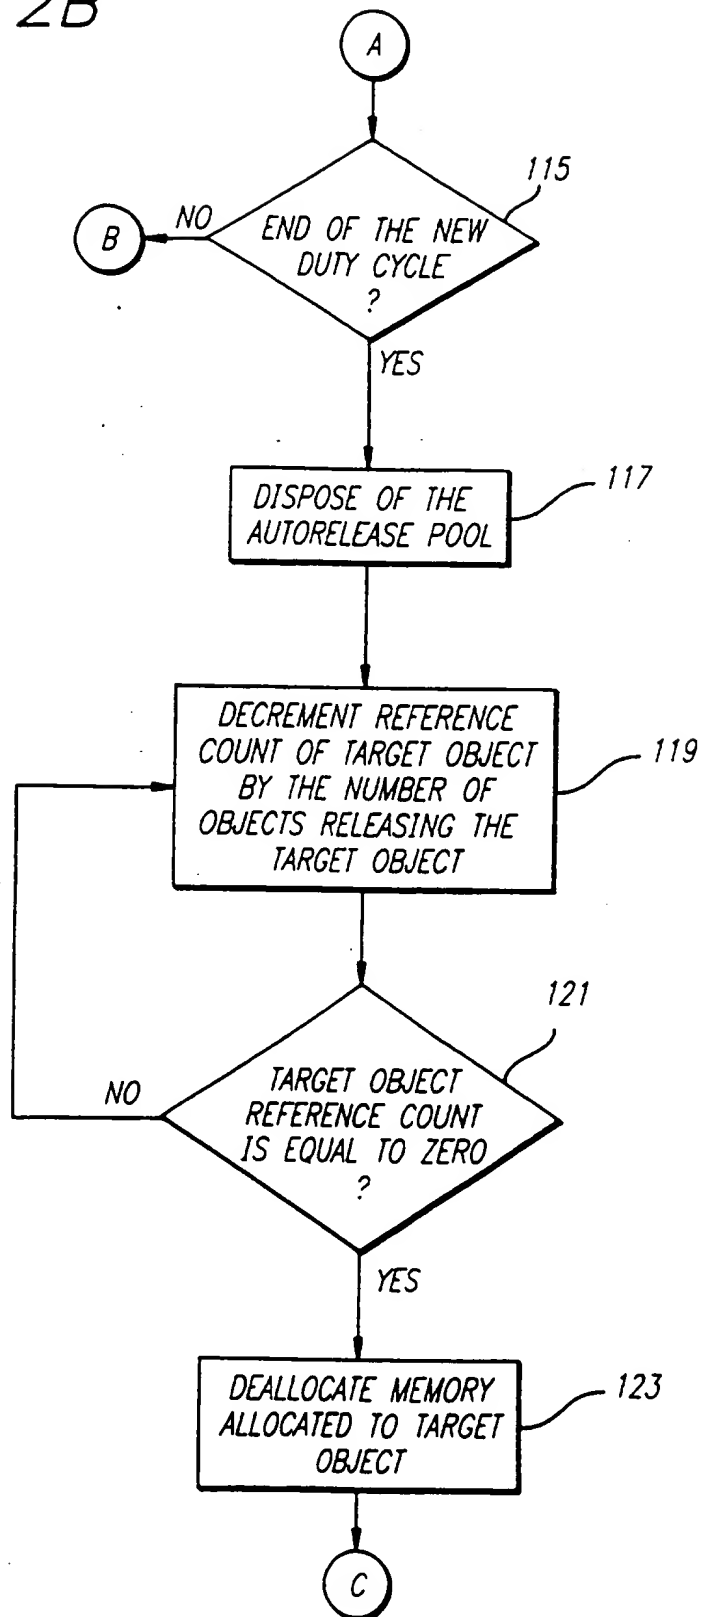 2B
A
115
NO
B
END OF THE NEW
DUTY CYCLE
?
YES
117
DISPOSE OF THE
AUTORELEASE POOL
DECREMENT REFERENCE
COUNT OF TARGET OBJECT
BY THE NUMBER OF
OBJECTS RELEASING THE
TARGET OBJECT
119
121
NO
TARGET OBJECT
REFERENCE COUNT
IS EQUAL TO ZERO
?
YES
DEALLOCATE MEMORY
ALLOCATED TO TARGET
OBJECT
123
C